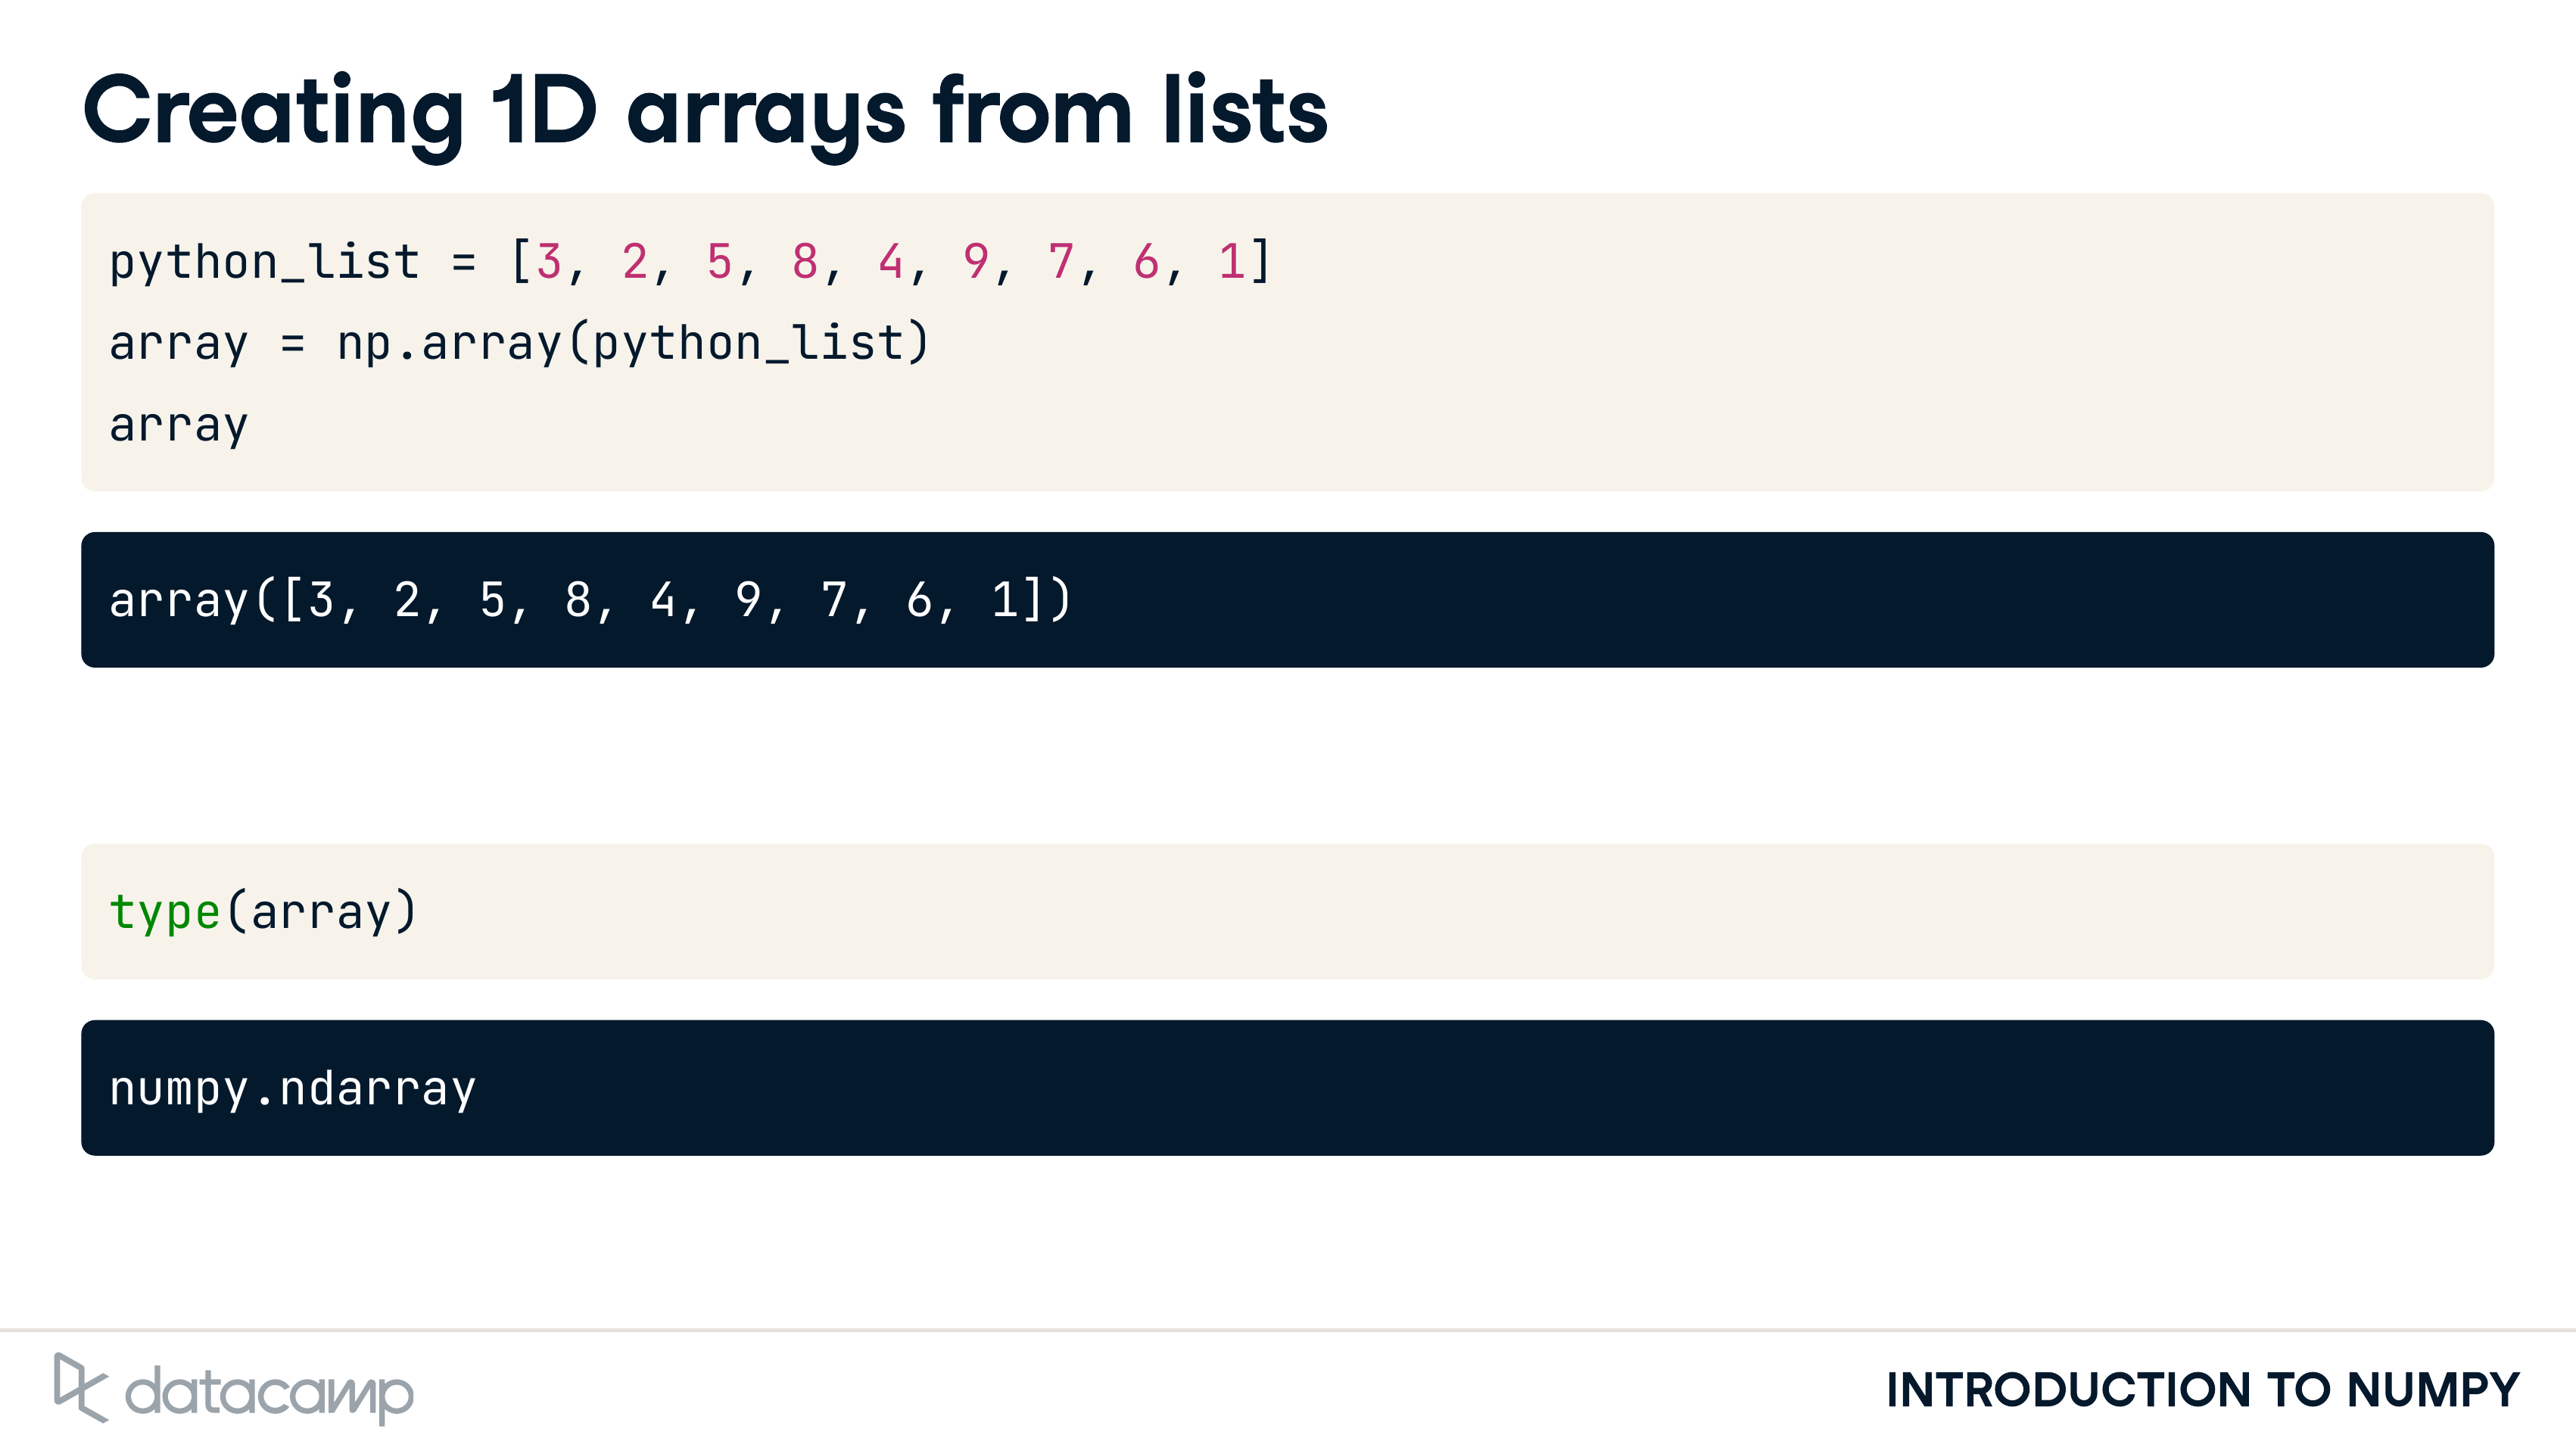 Creating 1D arrays from lists
python_list = [3, 2, 5, 8, 4, 9, 7, 6, 1]
array = np.array(python_list)
array
array([3, 2, 5, 8, 4, 9, 7, 6, 1])
type(array)
numpy.ndarray
datacamp
INTRODUCTION TO NUMPY